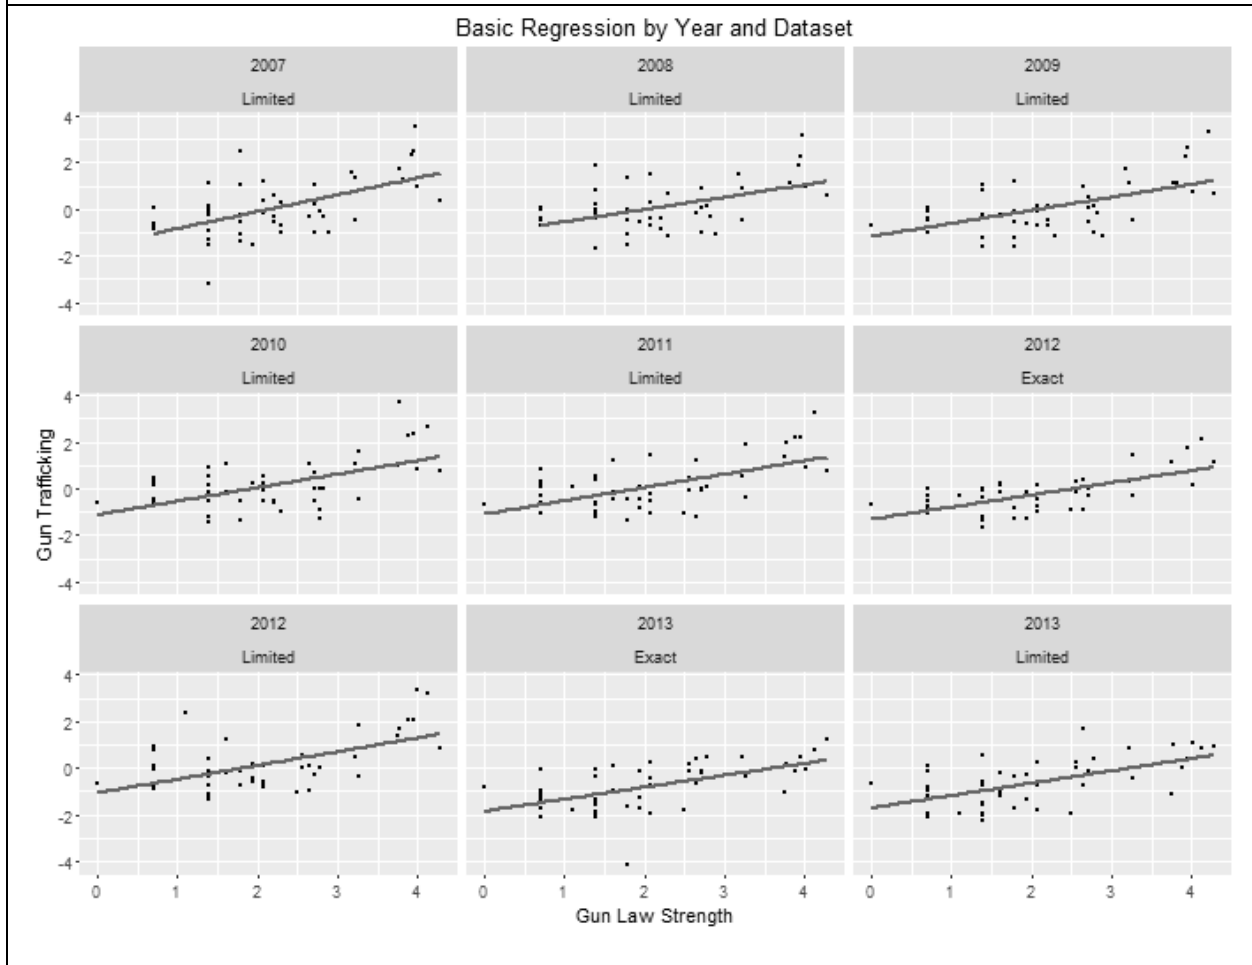 Basic Regression by Year and Dataset
2007 2008 2009
Limited Limited Limited
4
2
0
-2
-4
2010 2011 2012
Limited Limited Exact
4
2
0
-2
-4
Gun Trafficking
2012 2013 2013
Limited Exact Limited
4
2
0
-2
-4
0 1 2 3 4 0 1 2 3 4 0 1 2 3 4
Gun Law Strength